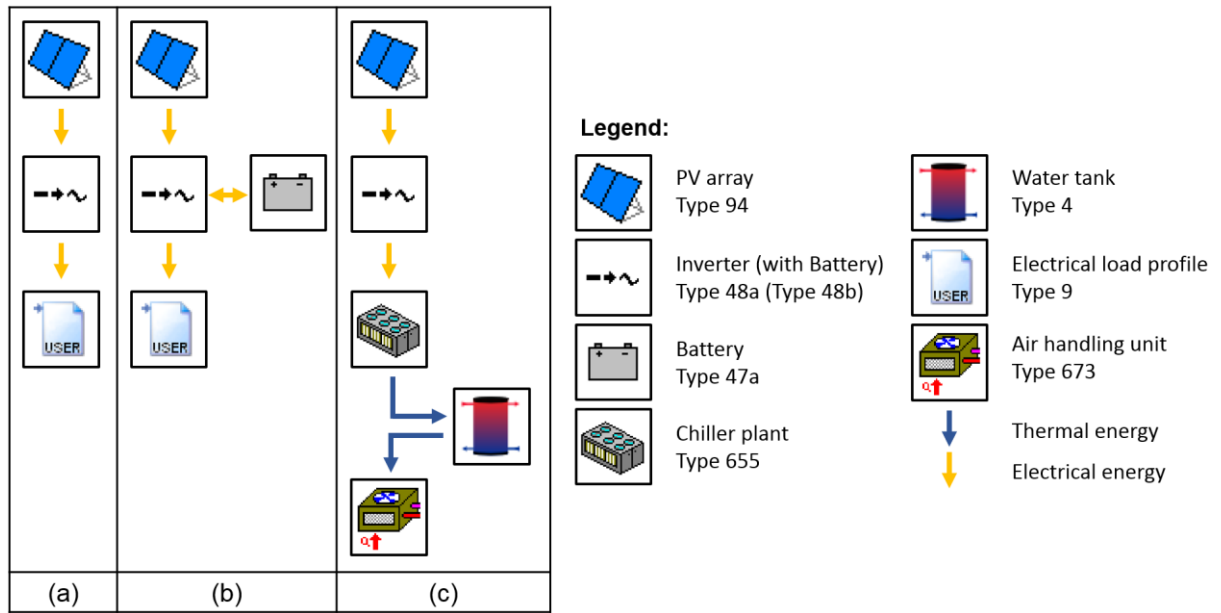 USER
USER
(a)
(b)
(c)
Legend:
PV array
Type 94
Inverter (with Battery)
Type 48a (Type 48b)
Battery
Type 47a
Chiller plant
Type 655
Water tank
Type 4
USER
Electrical load profile
Type 9
Air handling unit
Type 673
Thermal energy
Electrical energy